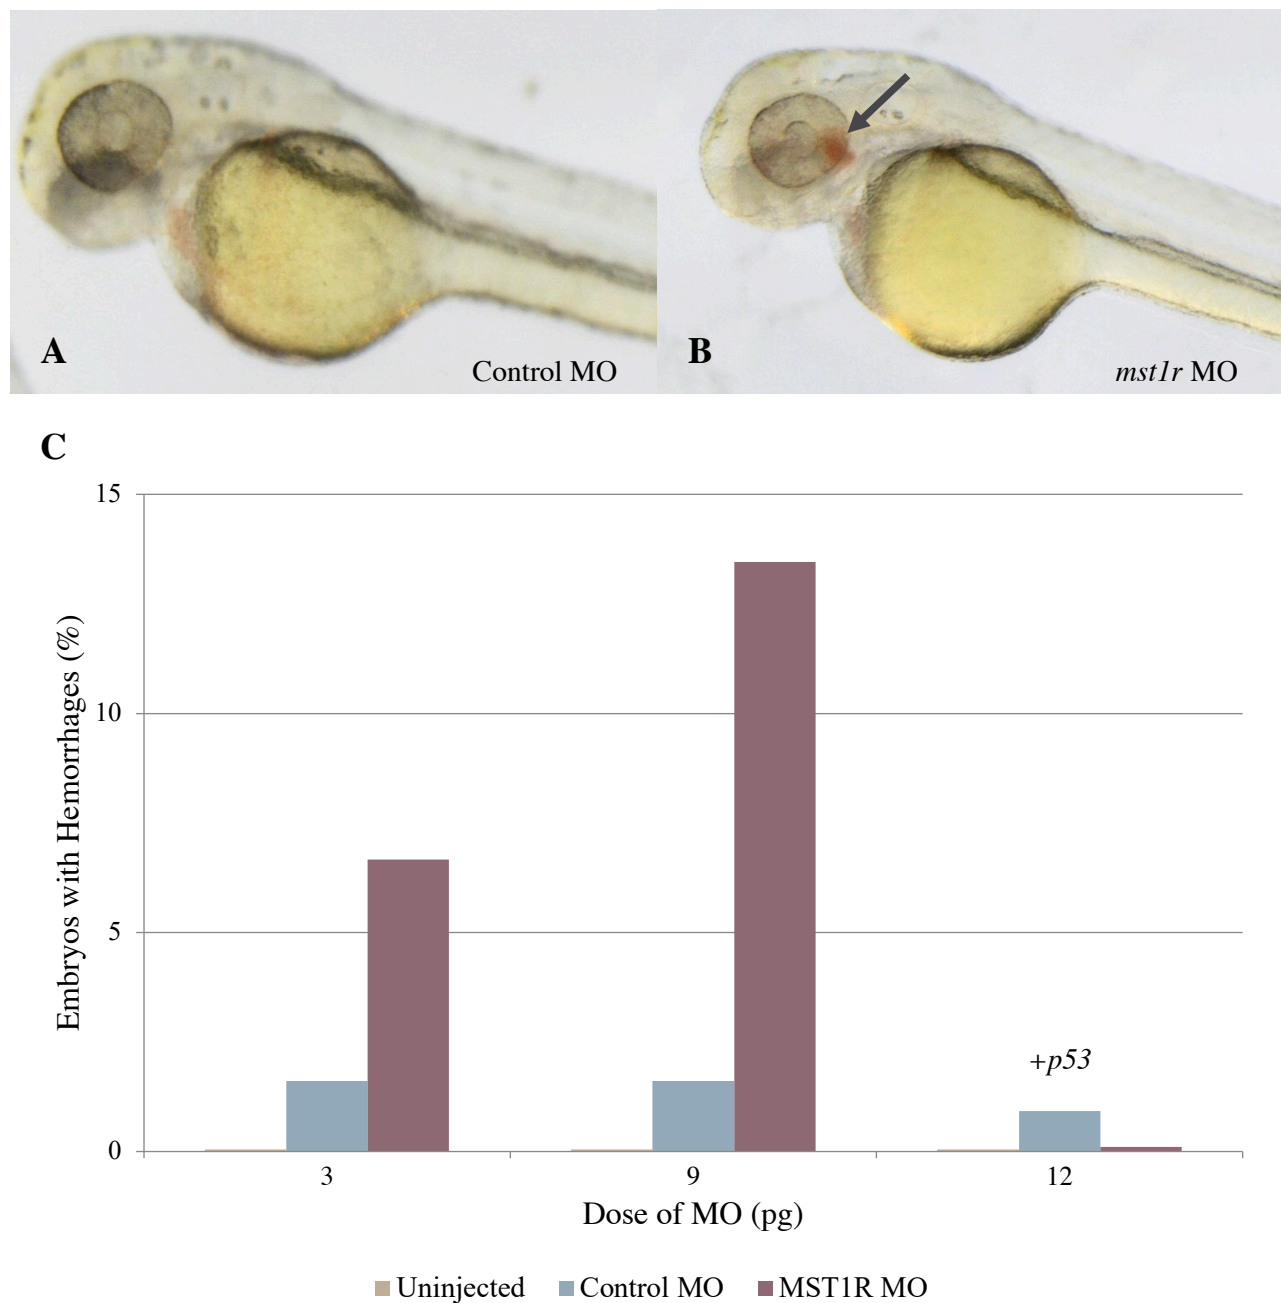 A
Control MO
B
mst1r MO
C
15
10
5
0
Embryos with Hemorrhages (%)
+p53
3
9
12
Dose of MO (pg)
Uninjected
Control MO
MST1R MO